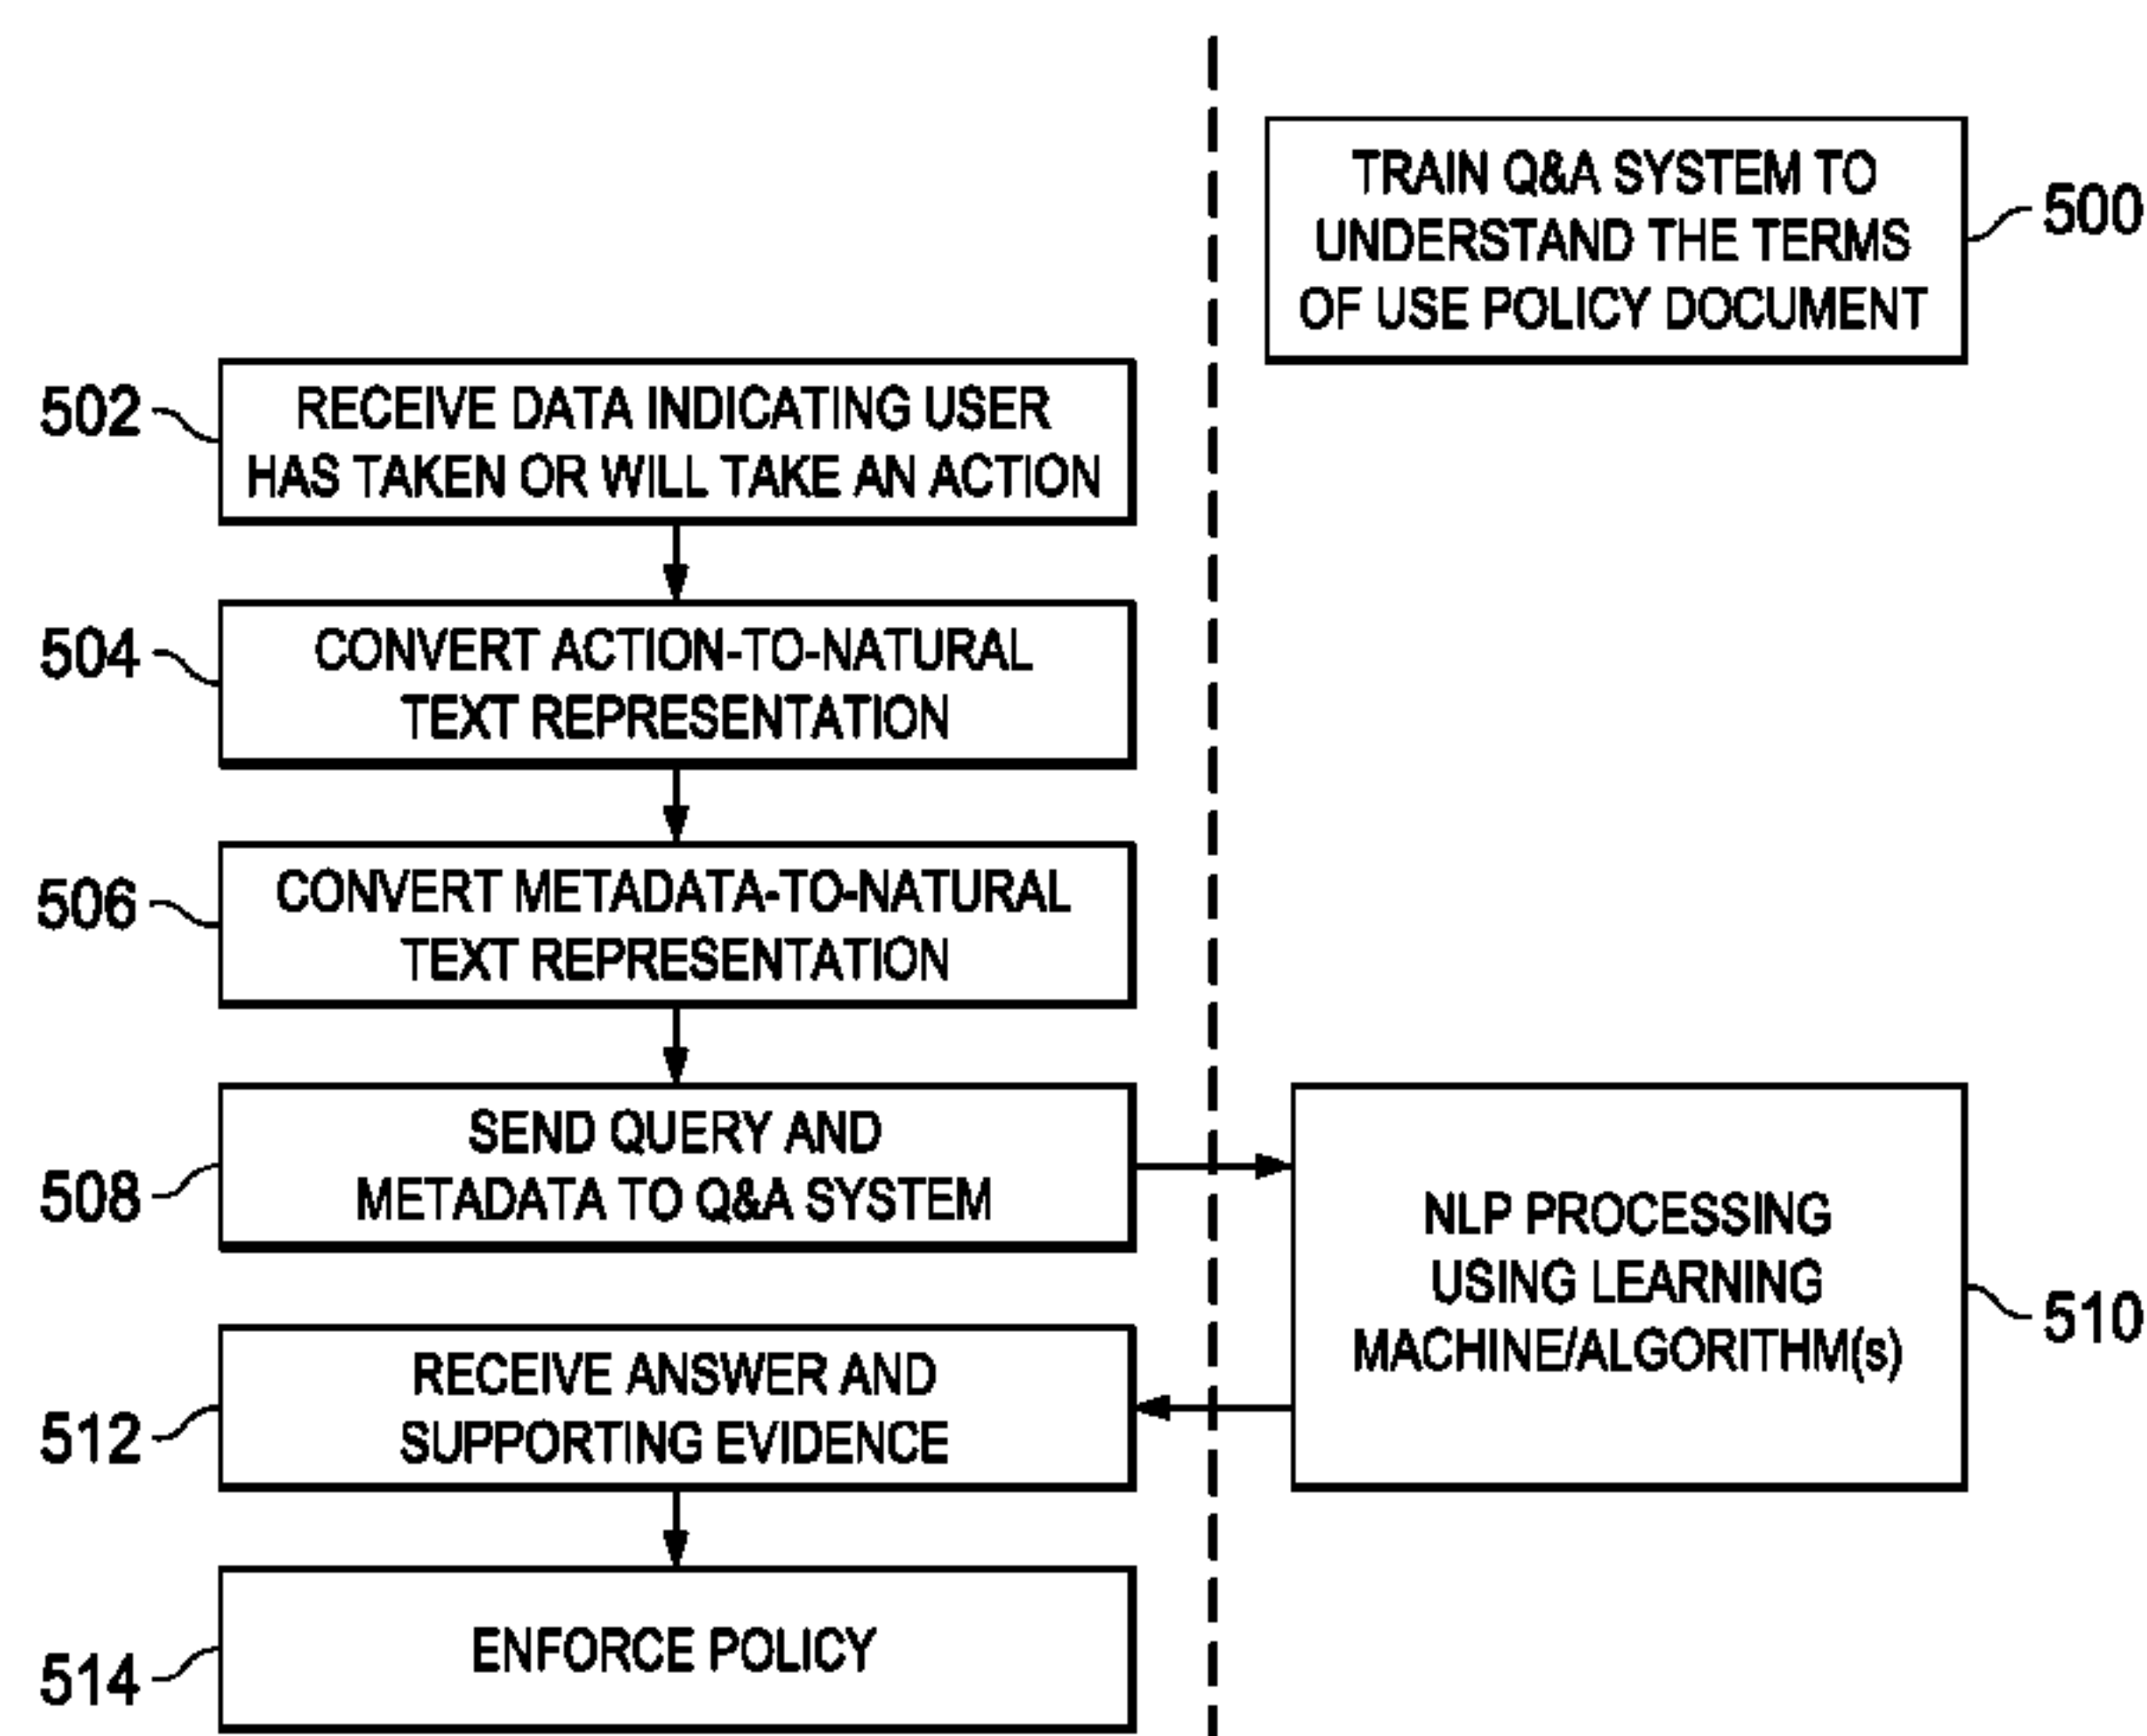 TRAIN Q&A SYSTEM TO
UNDERSTAND THE TERMS
OF USE POLICY DOCUMENT
500
502
RECEIVE DATA INDICATING USER
HAS TAKEN OR WILL TAKE AN ACTION
504
CONVERT ACTION-TO-NATURAL
TEXT REPRESENTATION
506
CONVERT METADATA-TO-NATURAL
TEXT REPRESENTATION
508
SEND QUERY AND
METADATA TO Q&A SYSTEM
NLP PROCESSING
USING LEARNING
MACHINE/ALGORITHM(s)
510
512
RECEIVE ANSWER AND
SUPPORTING EVIDENCE
514
ENFORCE POLICY